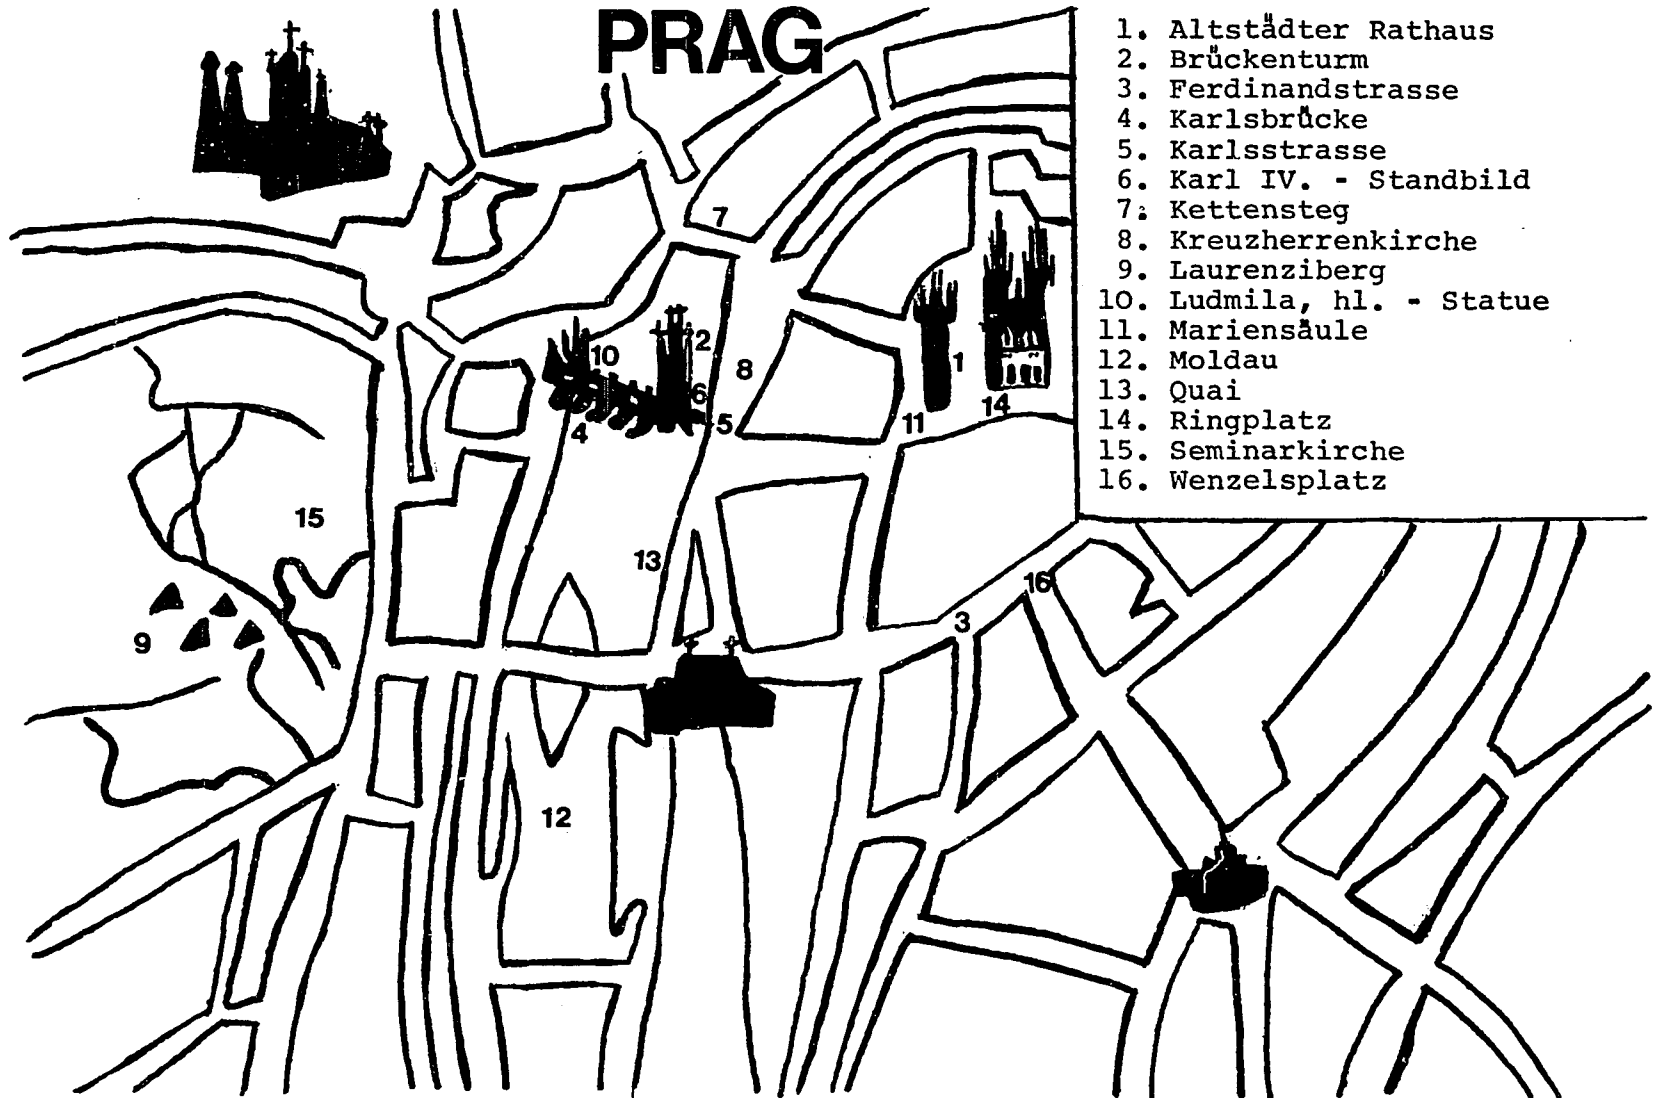 PRAG
1. Altstädter Rathaus
2. Brückenturm
3. Ferdinandstrasse
4. Karlsbrücke
5. Karlsstrasse
6. Karl IV. - Standbild
7. Kettensteg
8. Kreuzherrenkirche
9. Laurenziberg
10. Ludmila, hl. - Statue
11. Mariensäule
12. Moldau
13. Quai
14. Ringplatz
15. Seminarkirche
16. Wenzelsplatz
7
2
10
8
1
6
14
5
11
4
15
13
16
3
9
12